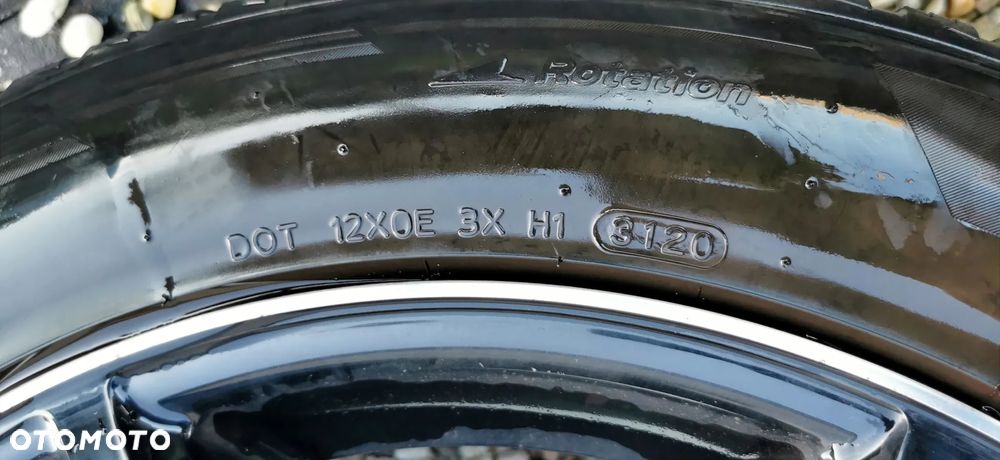 Rotation
DOT 12X0E 3X H1 3120
OTOMOTO